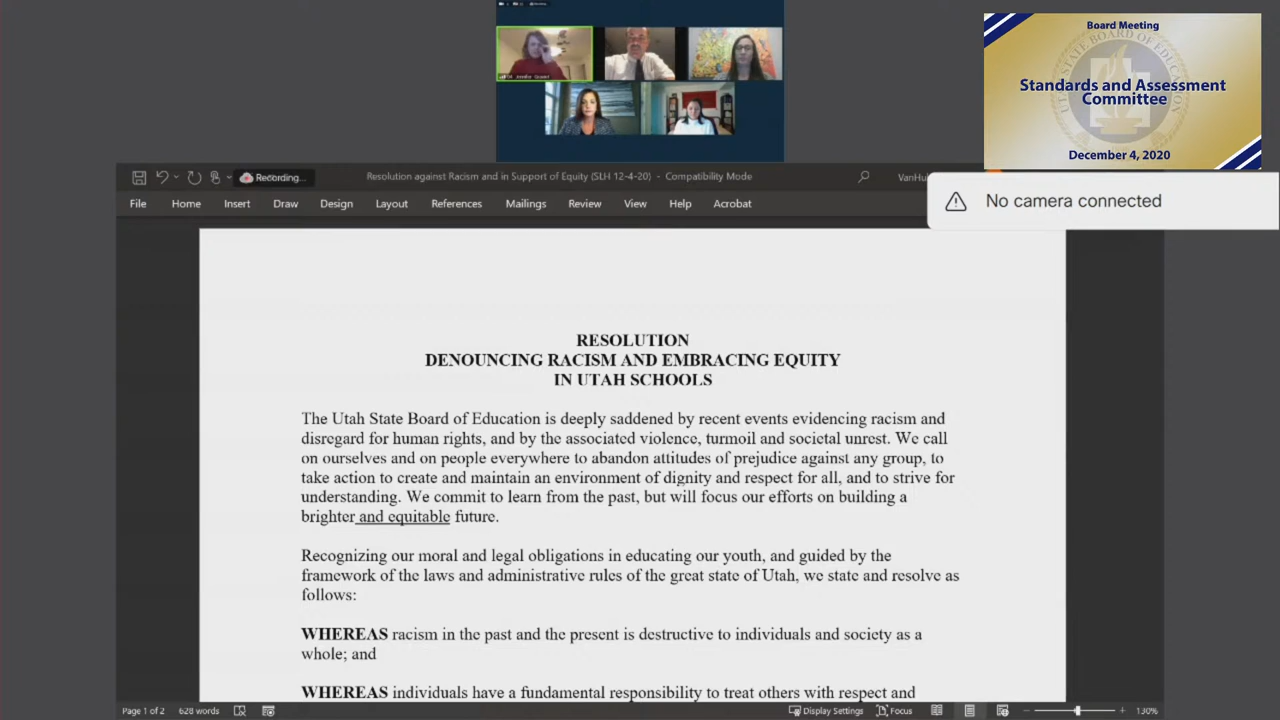 Board Meeting
Standards and Assessment
Committee
December 4, 2020
Recording...
Resolution against Racism and in Support of Equity (SLH 12-4-20) - Compatibility Mode
No camera connected
File Home Insert Draw Design Layout References Mailings Review View Help Acrobat
RESOLUTION
DENOUNCING RACISM AND EMBRACING EQUITY
IN UTAH SCHOOLS
The Utah State Board of Education is deeply saddened by recent events evidencing racism and
disregard for human rights, and by the associated violence, turmoil and societal unrest. We call
on ourselves and on people everywhere to abandon attitudes of prejudice against any group, to
take action to create and maintain an environment of dignity and respect for all, and to strive for
understanding. We commit to learn from the past, but will focus our efforts on building a
brighter and equitable future.
Recognizing our moral and legal obligations in educating our youth, and guided by the
framework of the laws and administrative rules of the great state of Utah, we state and resolve as
follows:
WHEREAS racism in the past and the present is destructive to individuals and society as a
whole; and
WHEREAS individuals have a fundamental responsibility to treat others with respect and
Page 1 of 2 628 words Display Settings Focus 130%